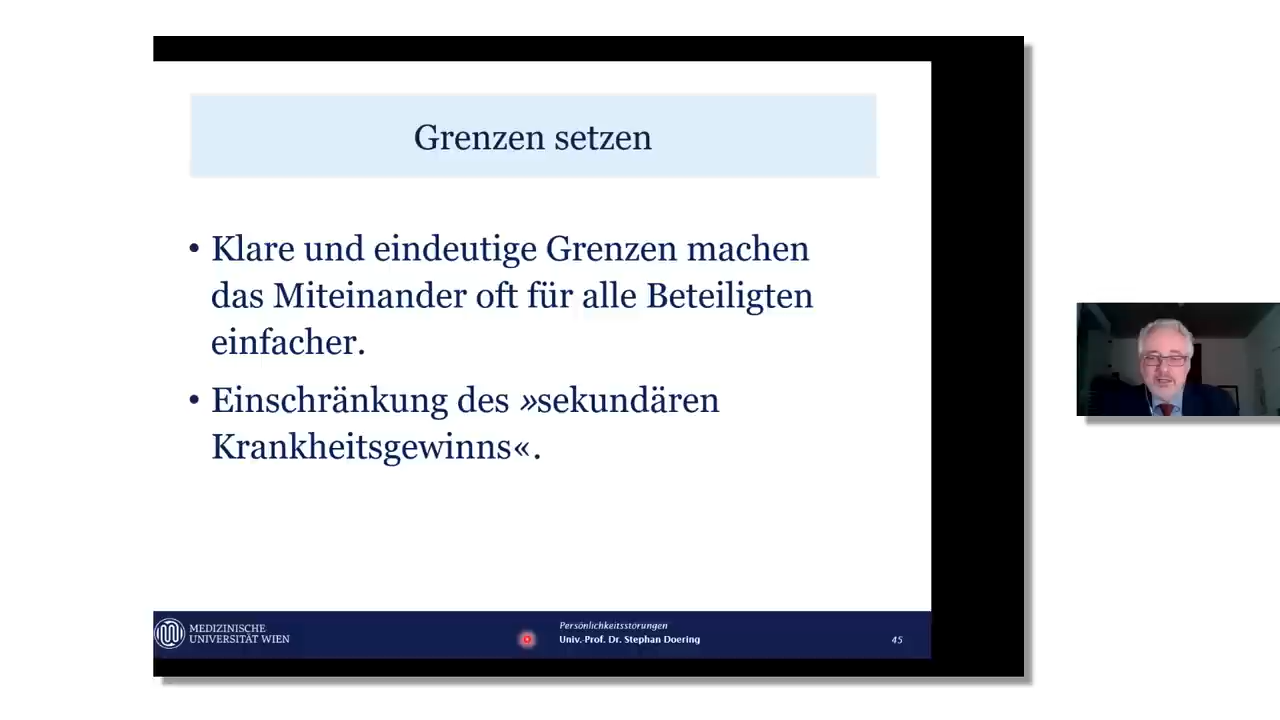 Grenzen setzen
• Klare und eindeutige Grenzen machen
das Miteinander oft für alle Beteiligten
einfacher.
• Einschränkung des »sekundären
Krankheitsgewinns«.
MEDIZINISCHE
UNIVERSITÄT WIEN
Persönlichkeitsstörungen
Univ.-Prof. Dr. Stephan Doering
45